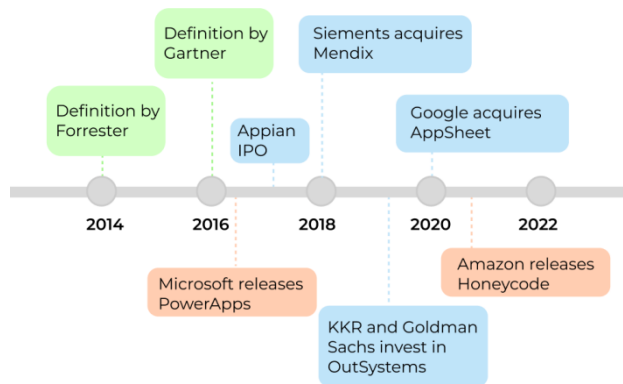 Definition by
Gartner
Siements acquires
Mendix
Definition by
Forrester
Appian
IPO
Google acquires
AppSheet
2014
2016
2018
2020
2022
Microsoft releases
PowerApps
Amazon releases
Honeycode
KKR and Goldman
Sachs invest in
OutSystems